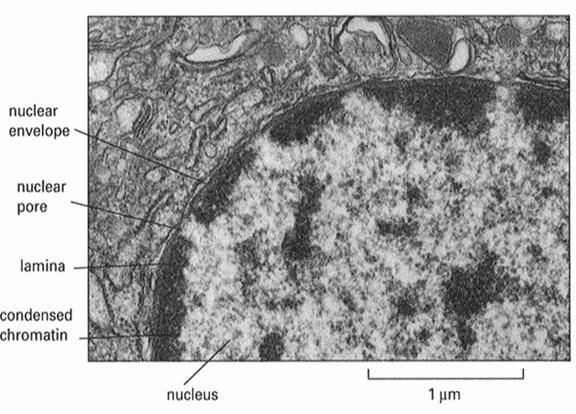 nuclear
envelope
nuclear
pore
lamina
condensed
chromatin
nucleus
1 µm